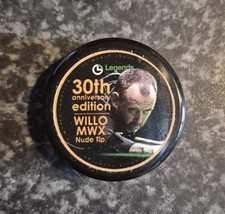 Legends
30th
anniversary
edition
WILLO
MWX
Nude Tip